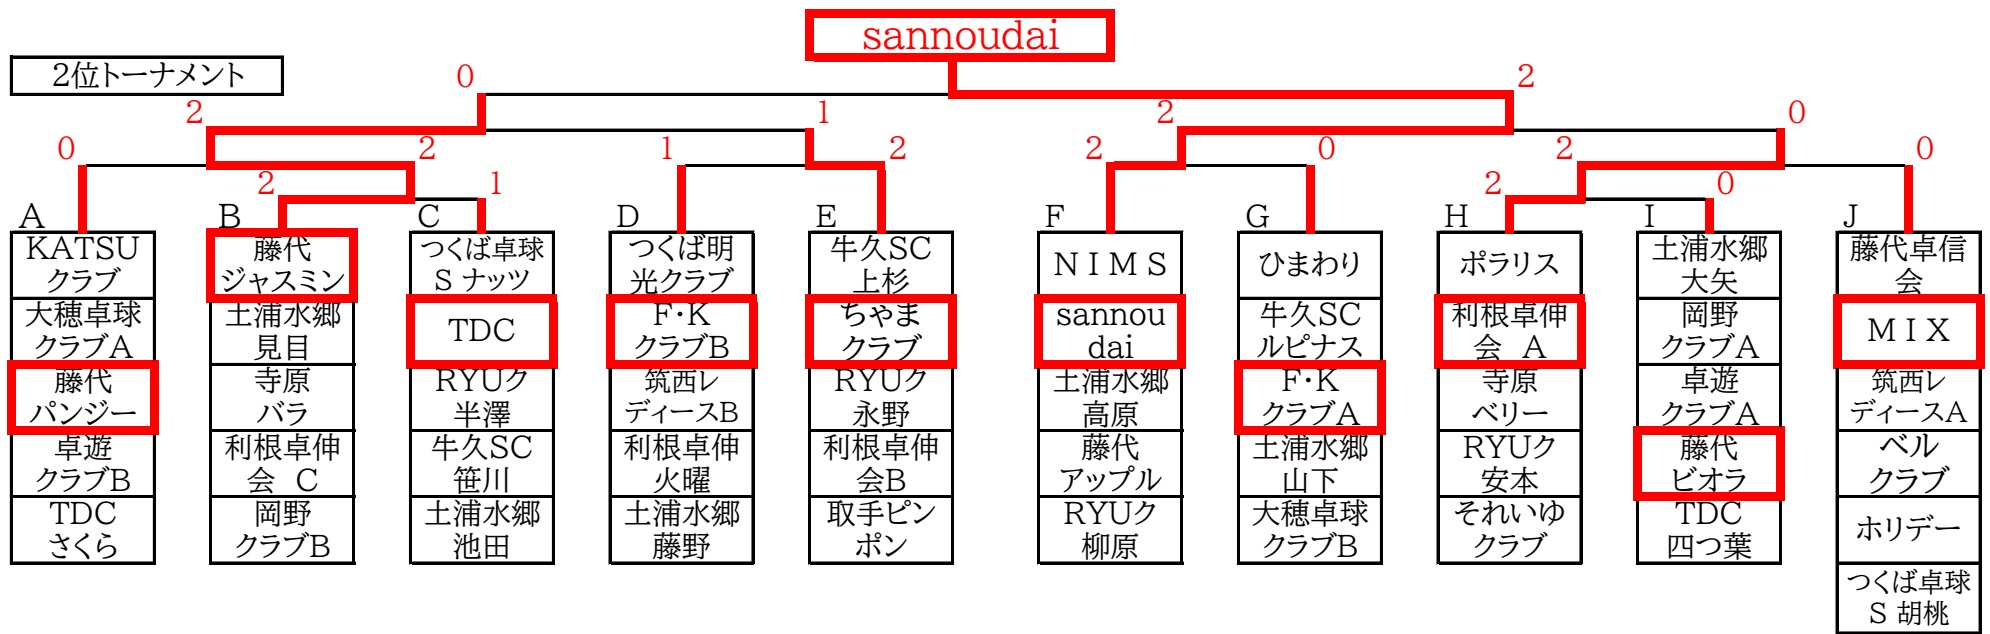 sannoudai
2位トーナメント
0
2
2
1
2
0
0
2
1
2
2
0
2
0
2
1
2
0
A
B
C
D
E
F
G
H
I
J
KATSU
クラブ
大穂卓球
クラブA
藤代
パンジー
卓遊
クラブB
TDC
さくら
藤代
ジャスミン
土浦水郷
見目
寺原
バラ
利根卓伸
会 C
岡野
クラブB
つくば卓球
S ナッツ
TDC
RYUク
半澤
牛久SC
笹川
土浦水郷
池田
つくば明
光クラブ
F・K
クラブB
筑西レ
ディースB
利根卓伸
火曜
土浦水郷
藤野
牛久SC
上杉
ちゃま
クラブ
RYUク
永野
利根卓伸
会B
取手ピン
ポン
NIMS
sannou
dai
土浦水郷
高原
藤代
アップル
RYUク
柳原
ひまわり
牛久SC
ルピナス
F・K
クラブA
土浦水郷
山下
大穂卓球
クラブB
ポラリス
利根卓伸
会 A
寺原
ベリー
RYUク
安本
それいゆ
クラブ
土浦水郷
大矢
岡野
クラブA
卓遊
クラブA
藤代
ビオラ
TDC
四つ葉
藤代卓信
会
MIX
筑西レ
ディースA
ベル
クラブ
ホリデー
つくば卓球
S 胡桃